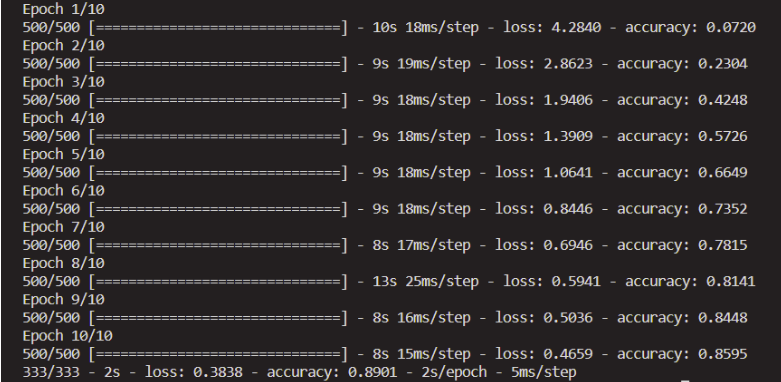 Epoch 1/10
500/500 [==============================] - 10s 18ms/step - loss: 4.2840 - accuracy: 0.0720
Epoch 2/10
500/500 [==============================] - 9s 19ms/step - loss: 2.8623 - accuracy: 0.2304
Epoch 3/10
500/500 [==============================] - 9s 18ms/step - loss: 1.9406 - accuracy: 0.4248
Epoch 4/10
500/500 [==============================] - 9s 18ms/step - loss: 1.3909 - accuracy: 0.5726
Epoch 5/10
500/500 [==============================] - 9s 18ms/step - loss: 1.0641 - accuracy: 0.6649
Epoch 6/10
500/500 [==============================] - 9s 18ms/step - loss: 0.8446 - accuracy: 0.7352
Epoch 7/10
500/500 [==============================] - 8s 17ms/step - loss: 0.6946 - accuracy: 0.7815
Epoch 8/10
500/500 [==============================] - 13s 25ms/step - loss: 0.5941 - accuracy: 0.8141
Epoch 9/10
500/500 [==============================] - 8s 16ms/step - loss: 0.5036 - accuracy: 0.8448
Epoch 10/10
500/500 [==============================] - 8s 15ms/step - loss: 0.4659 - accuracy: 0.8595
333/333 - 2s - loss: 0.3838 - accuracy: 0.8901 - 2s/epoch - 5ms/step